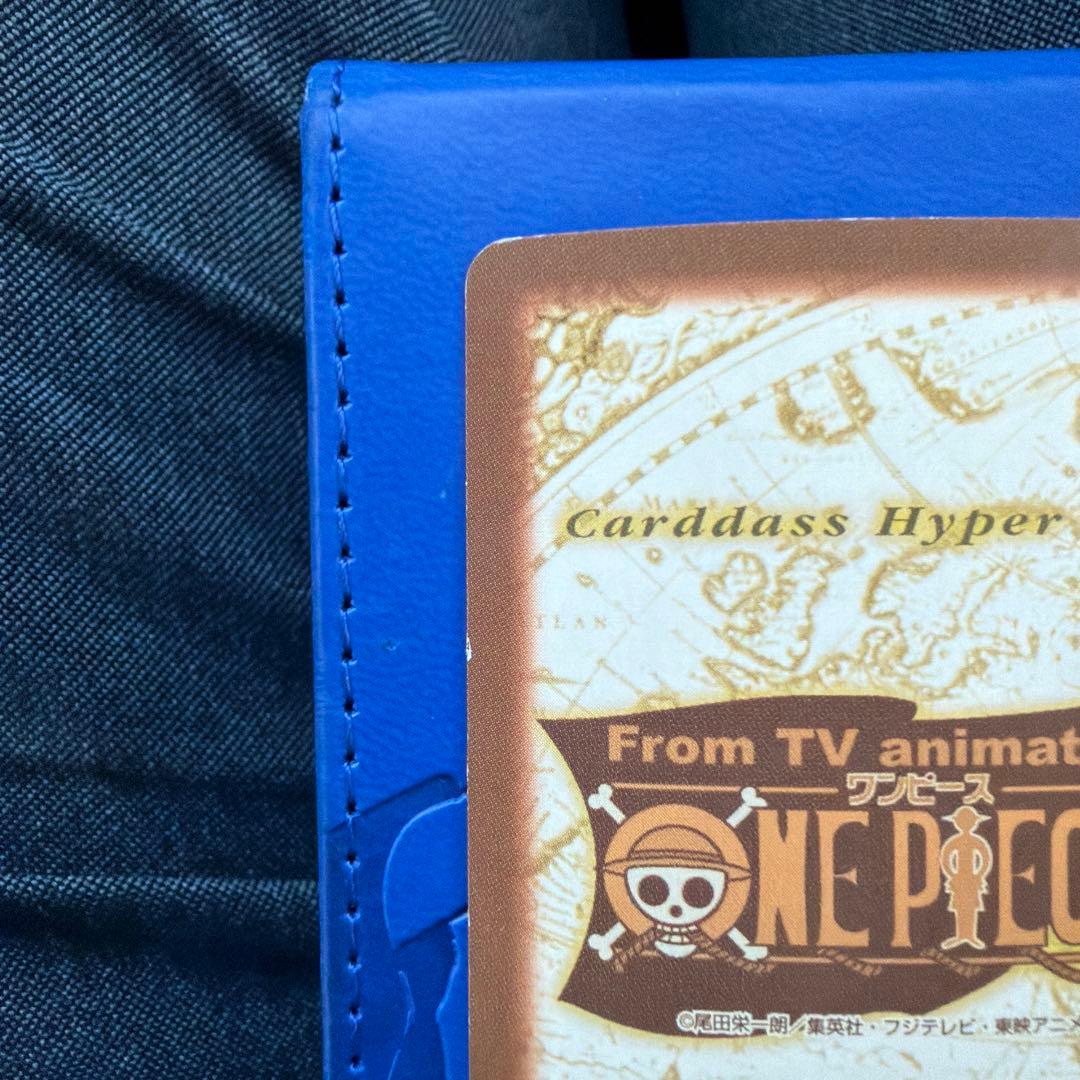 Carddass Hyper
TLAN
From TV animat
ワンピース
ONE PIEC
©尾田栄一郎／集英社・フジテレビ・東映アニメ